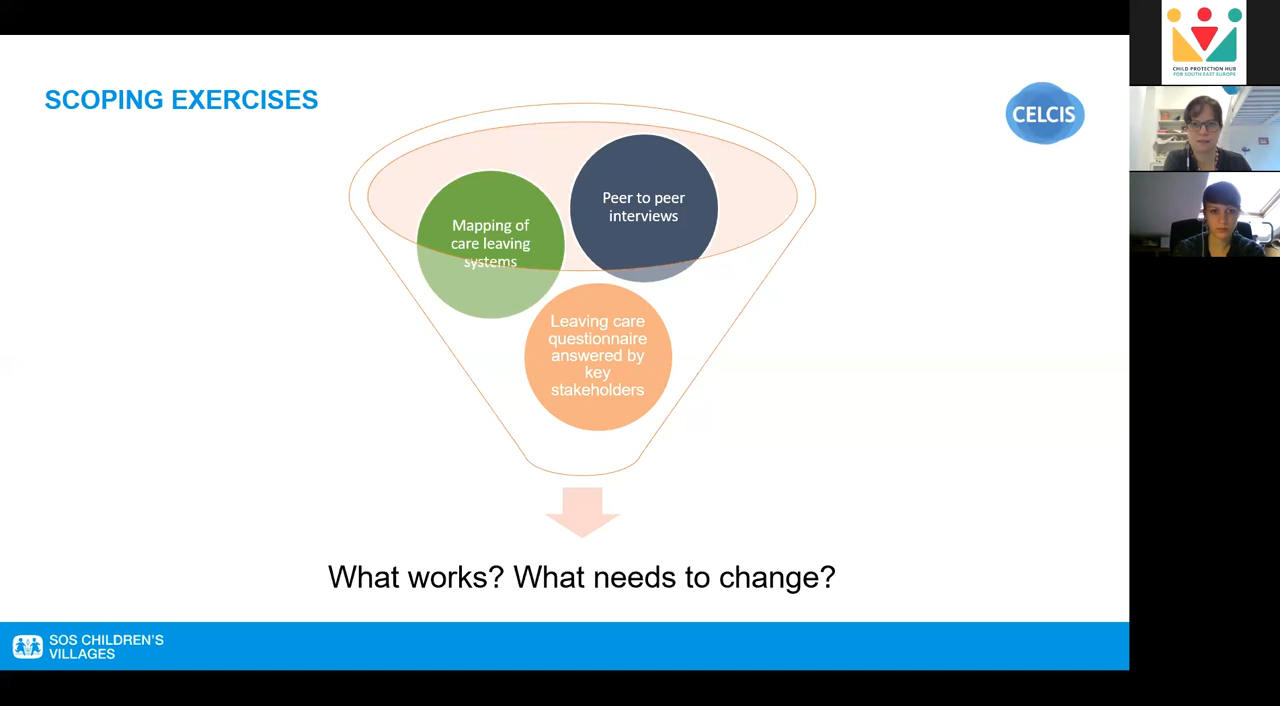 SCOPING EXERCISES
CELCIS
Peer to peer
interviews
Mapping of
care leaving
systems
Leaving care
questionnaire
answered by
key
stakeholders
What works? What needs to change?
SOS CHILDREN'S
VILLAGES
CHILD PROTECTION HUB
FOR SOUTH EAST EUROPE